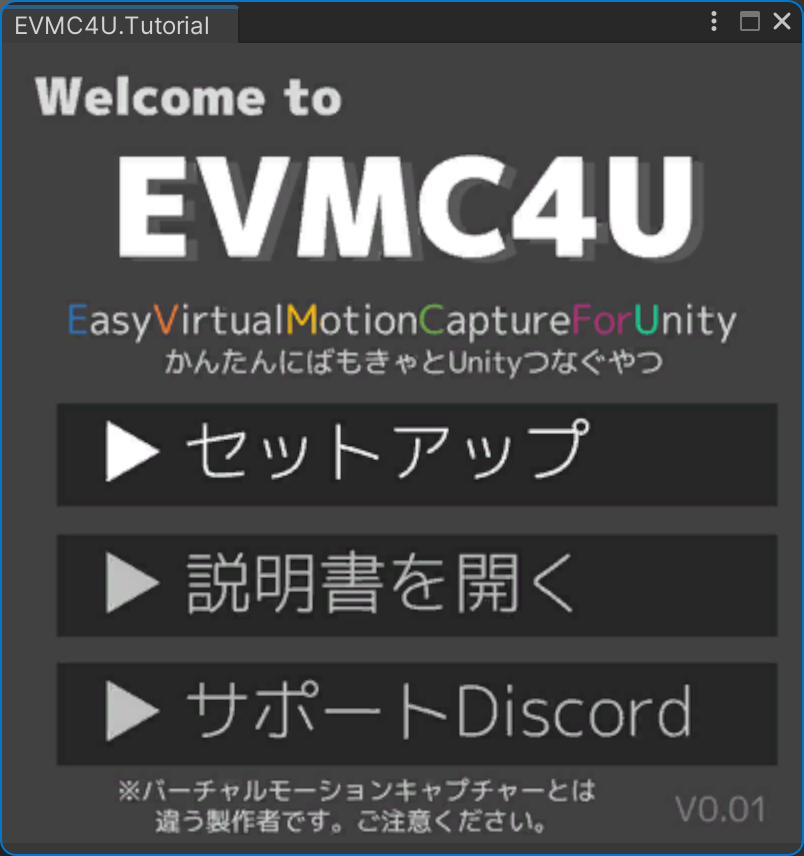 EVMC4U.Tutorial
Welcome to
EVMC4U
EasyVirtualMotionCaptureForUnity
かんたんにばもきゃとUnityつなぐやつ
▶ セットアップ
▶ 説明書を開く
▶ サポートDiscord
※バーチャルモーションキャプチャーとは
違う製作者です。ご注意ください。
V0.01